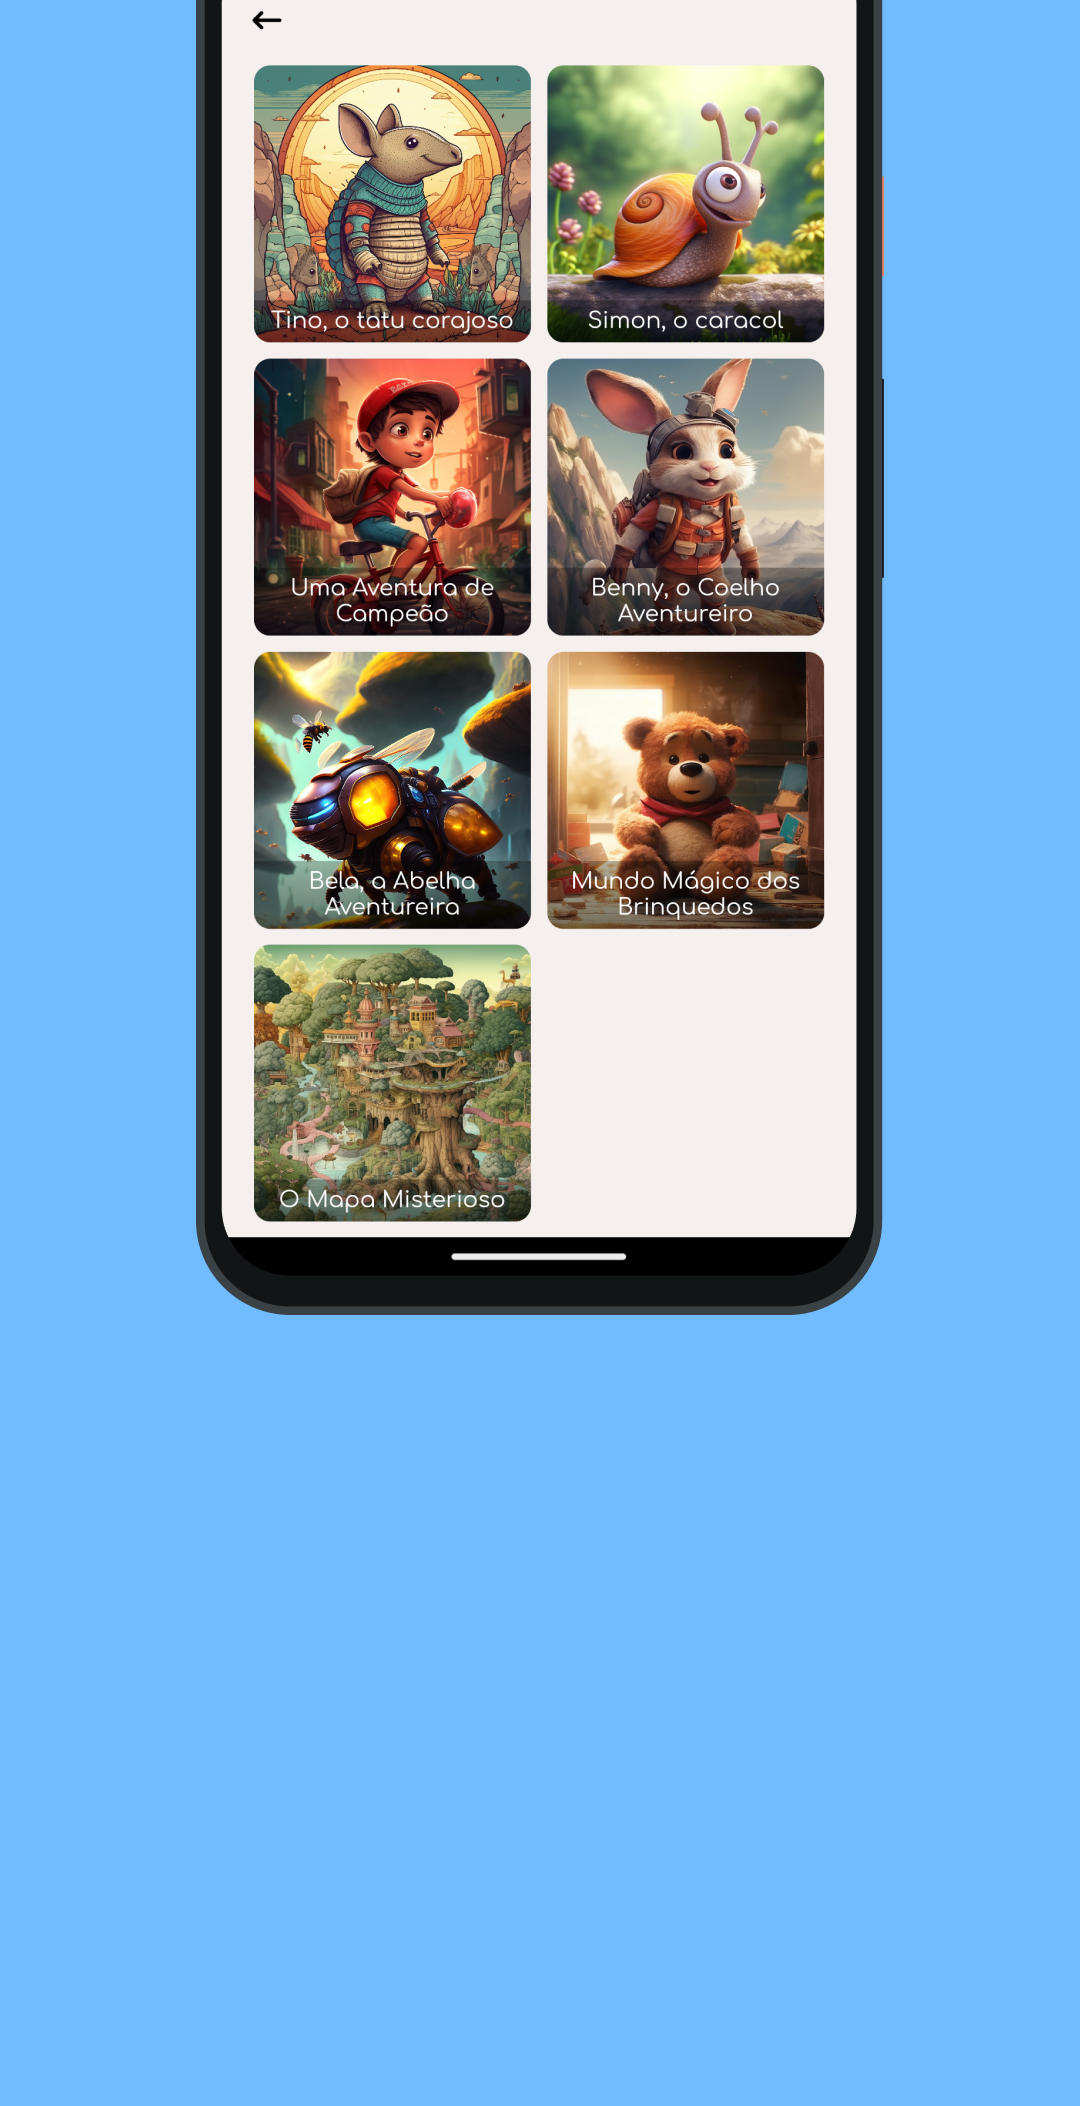 Tino, o tatu corajoso
Simon, o caracol
Uma Aventura de
Campeão
Benny, o Coelho
Aventureiro
Bela, a Abelha
Aventureira
Mundo Mágico dos
Brinquedos
O Mapa Misterioso